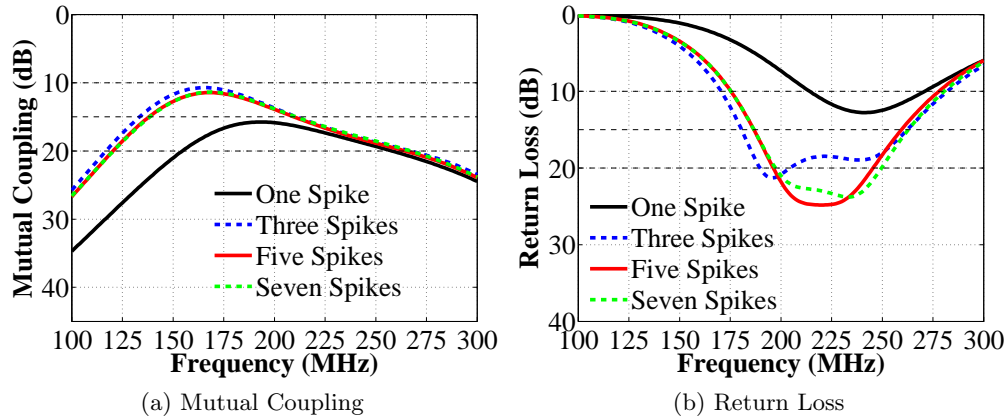 Mutual Coupling (dB)
0
10
20
30
40
One Spike
Three Spikes
Five Spikes
Seven Spikes
100 125 150 175 200 225 250 275 300
Frequency (MHz)
(a) Mutual Coupling
Return Loss (dB)
0
10
20
30
40
One Spike
Three Spikes
Five Spikes
Seven Spikes
100 125 150 175 200 225 250 275 300
Frequency (MHz)
(b) Return Loss